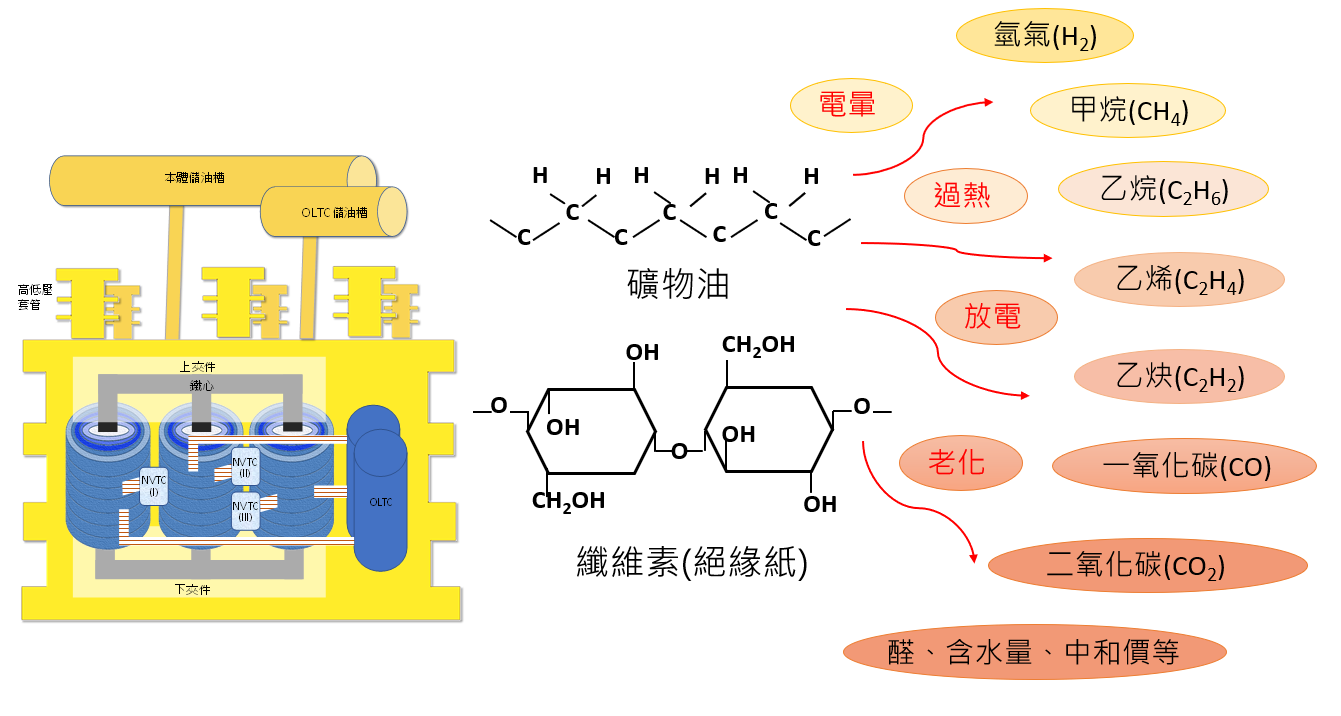 本體儲油槽
OLTC 儲油槽
高低壓
套管
上夾件
鐵心
NVTC
(I)
NVTC
(II)
NVTC
(III)
OLTC
下夾件
H H H H H H
C C C
C C C C
礦物油
OH
CH₂OH
O
OH
O
OH
O
CH₂OH
OH
纖維素(絕緣紙)
電暈
過熱
放電
老化
氫氣(H₂)
甲烷(CH₄)
乙烷(C₂H₆)
乙烯(C₂H₄)
乙炔(C₂H₂)
一氧化碳(CO)
二氧化碳(CO₂)
醛、含水量、中和價等